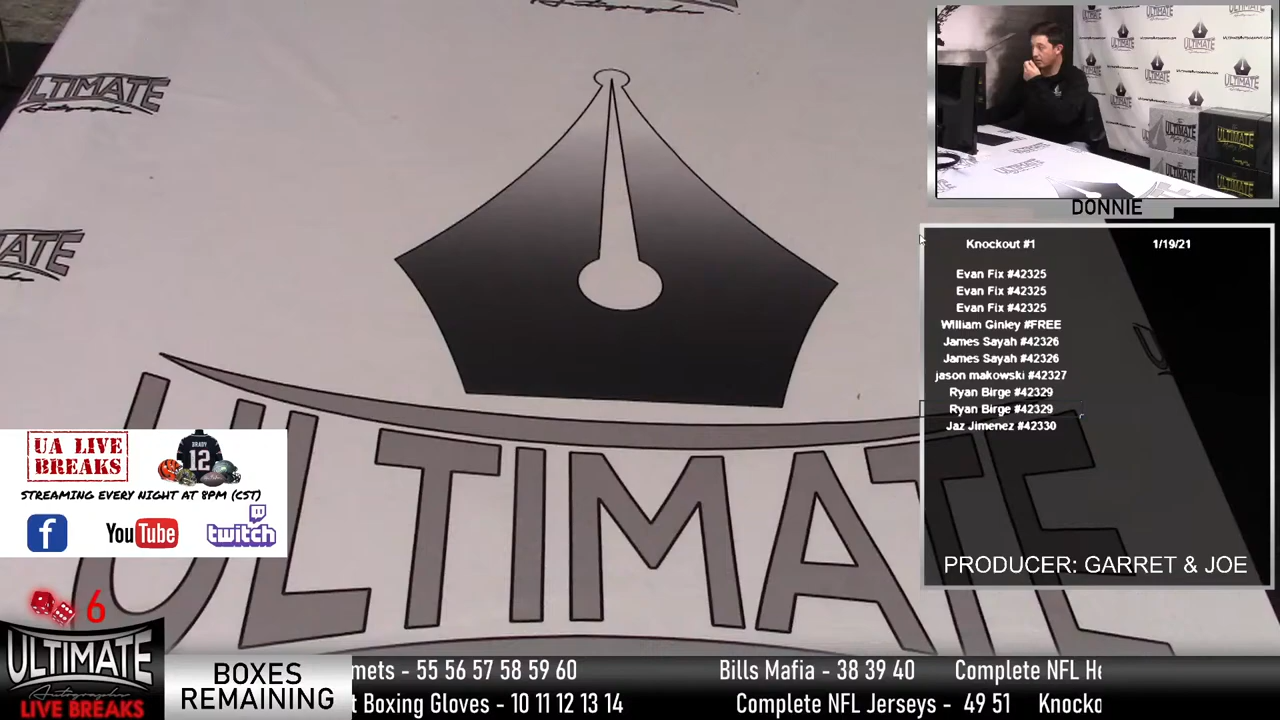 ULTIMATE
Autographs
DONNIE
Knockout #1 1/19/21
Evan Fix #42325
Evan Fix #42325
Evan Fix #42325
William Ginley #FREE
James Sayah #42326
James Sayah #42326
jason makowski #42327
Ryan Birge #42329
Ryan Birge #42329
Jaz Jimenez #42330
PRODUCER: GARRET & JOE
ULTIMATE
UA LIVE
BREAKS
BRADY
12
STREAMING EVERY NIGHT AT 8PM (CST)
f YouTube twitch
6
ULTIMATE
Autographs
LIVE BREAKS
BOXES
REMAINING
mets - 55 56 57 58 59 60 Bills Mafia - 38 39 40 Complete NFL He
t Boxing Gloves - 10 11 12 13 14 Complete NFL Jerseys - 49 51 Knocko